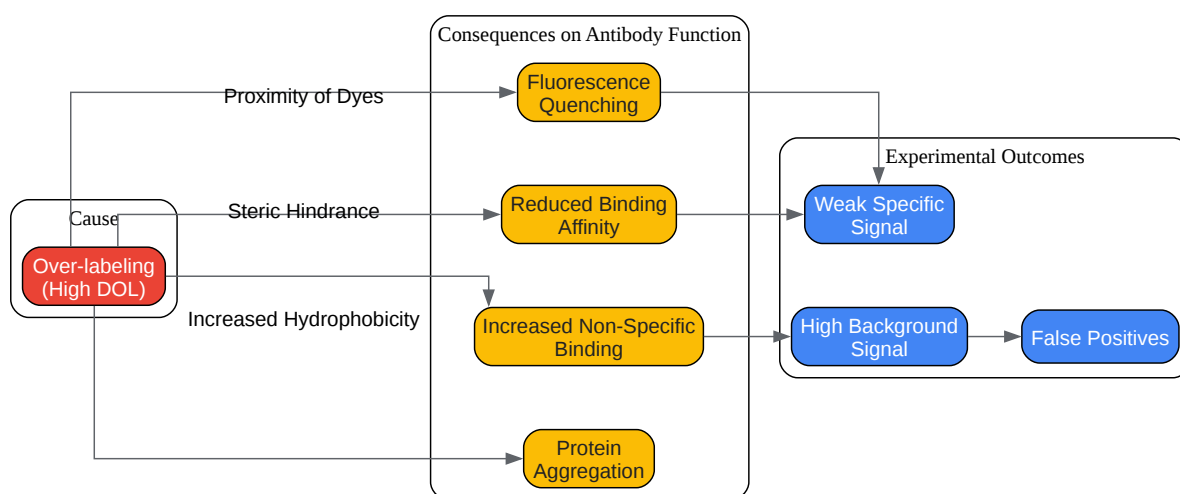 Consequences on Antibody Function
Fluorescence
Quenching
Proximity of Dyes
Experimental Outcomes
Cause
Steric Hindrance
Reduced Binding
Affinity
Weak Specific
Signal
Over-labeling
(High DOL)
Increased Hydrophobicity
Increased Non-Specific
Binding
High Background
Signal
False Positives
Protein
Aggregation